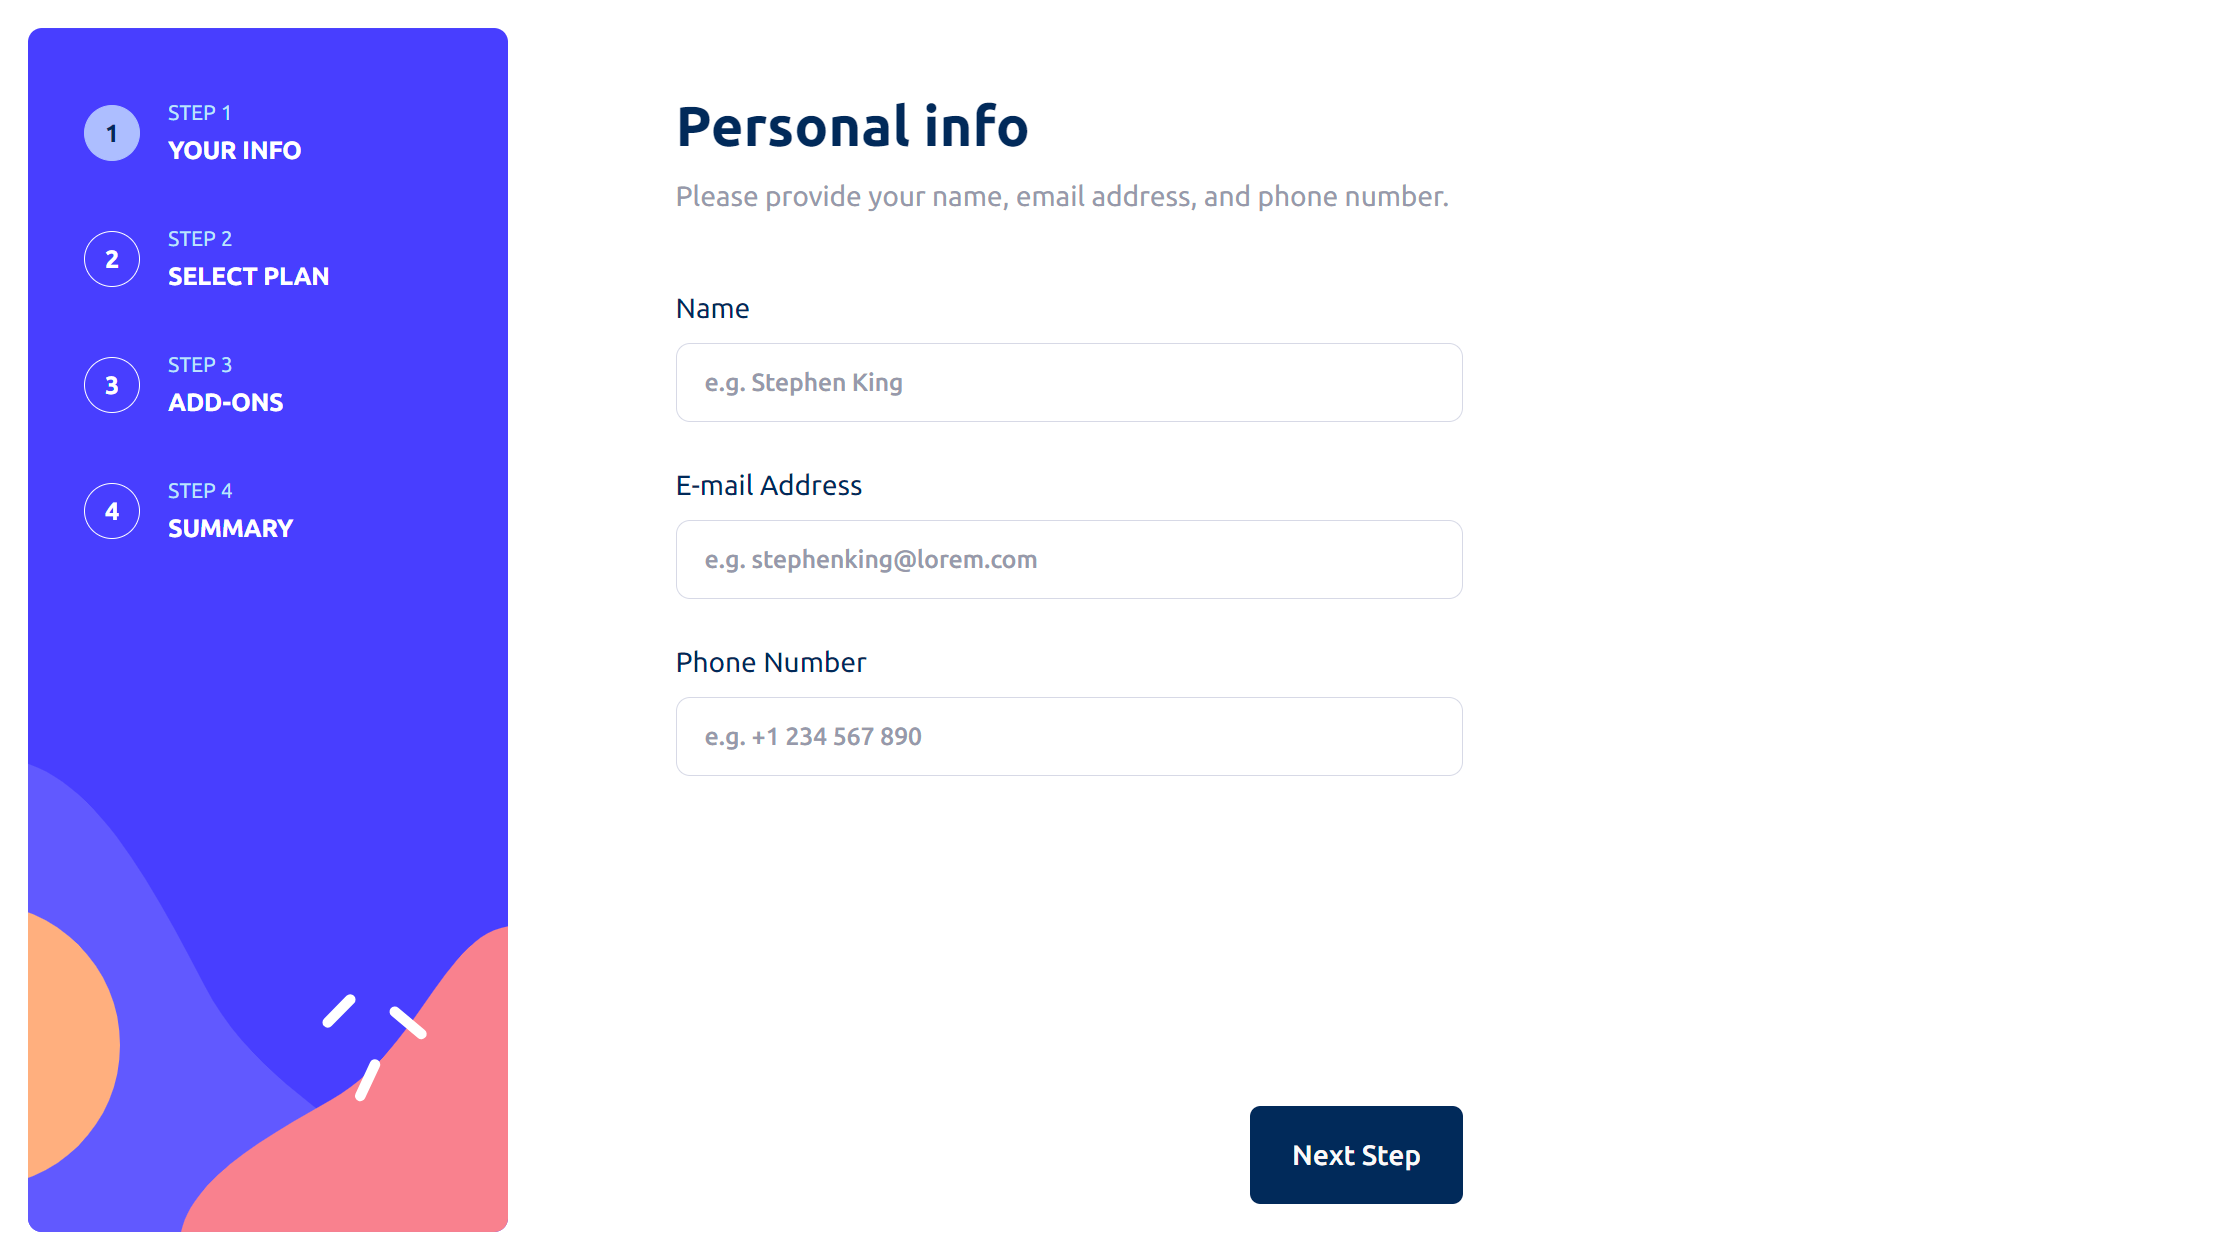 1
STEP 1
YOUR INFO
2
STEP 2
SELECT PLAN
3
STEP 3
ADD-ONS
4
STEP 4
SUMMARY
Personal info
Please provide your name, email address, and phone number.
Name
e.g. Stephen King
E-mail Address
e.g. stephenking@lorem.com
Phone Number
e.g. +1 234 567 890
Next Step